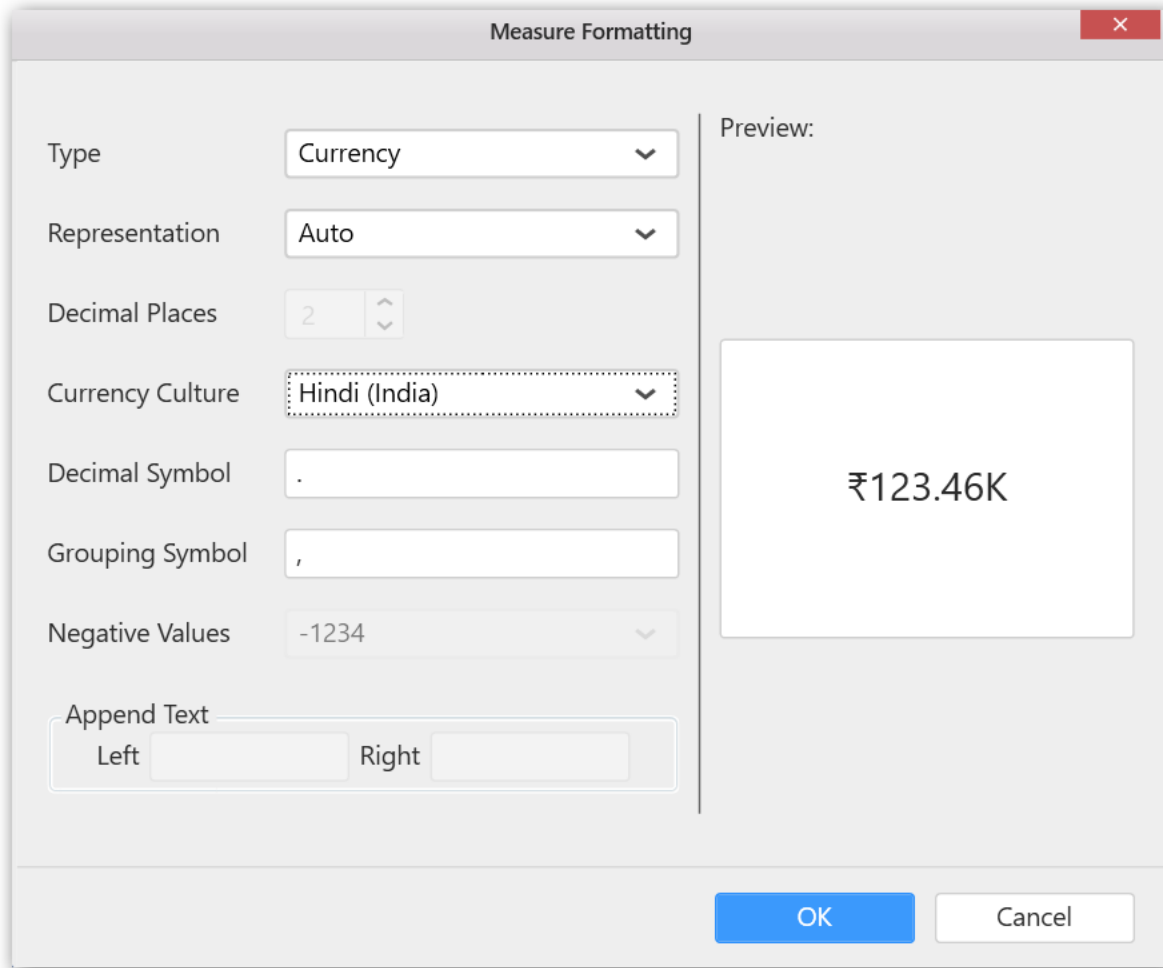 Measure Formatting
Type Currency
Representation Auto
Decimal Places 2
Currency Culture Hindi (India)
Decimal Symbol .
Grouping Symbol ,
Negative Values -1234
Append Text
Left Right
Preview:
₹123.46K
OK Cancel